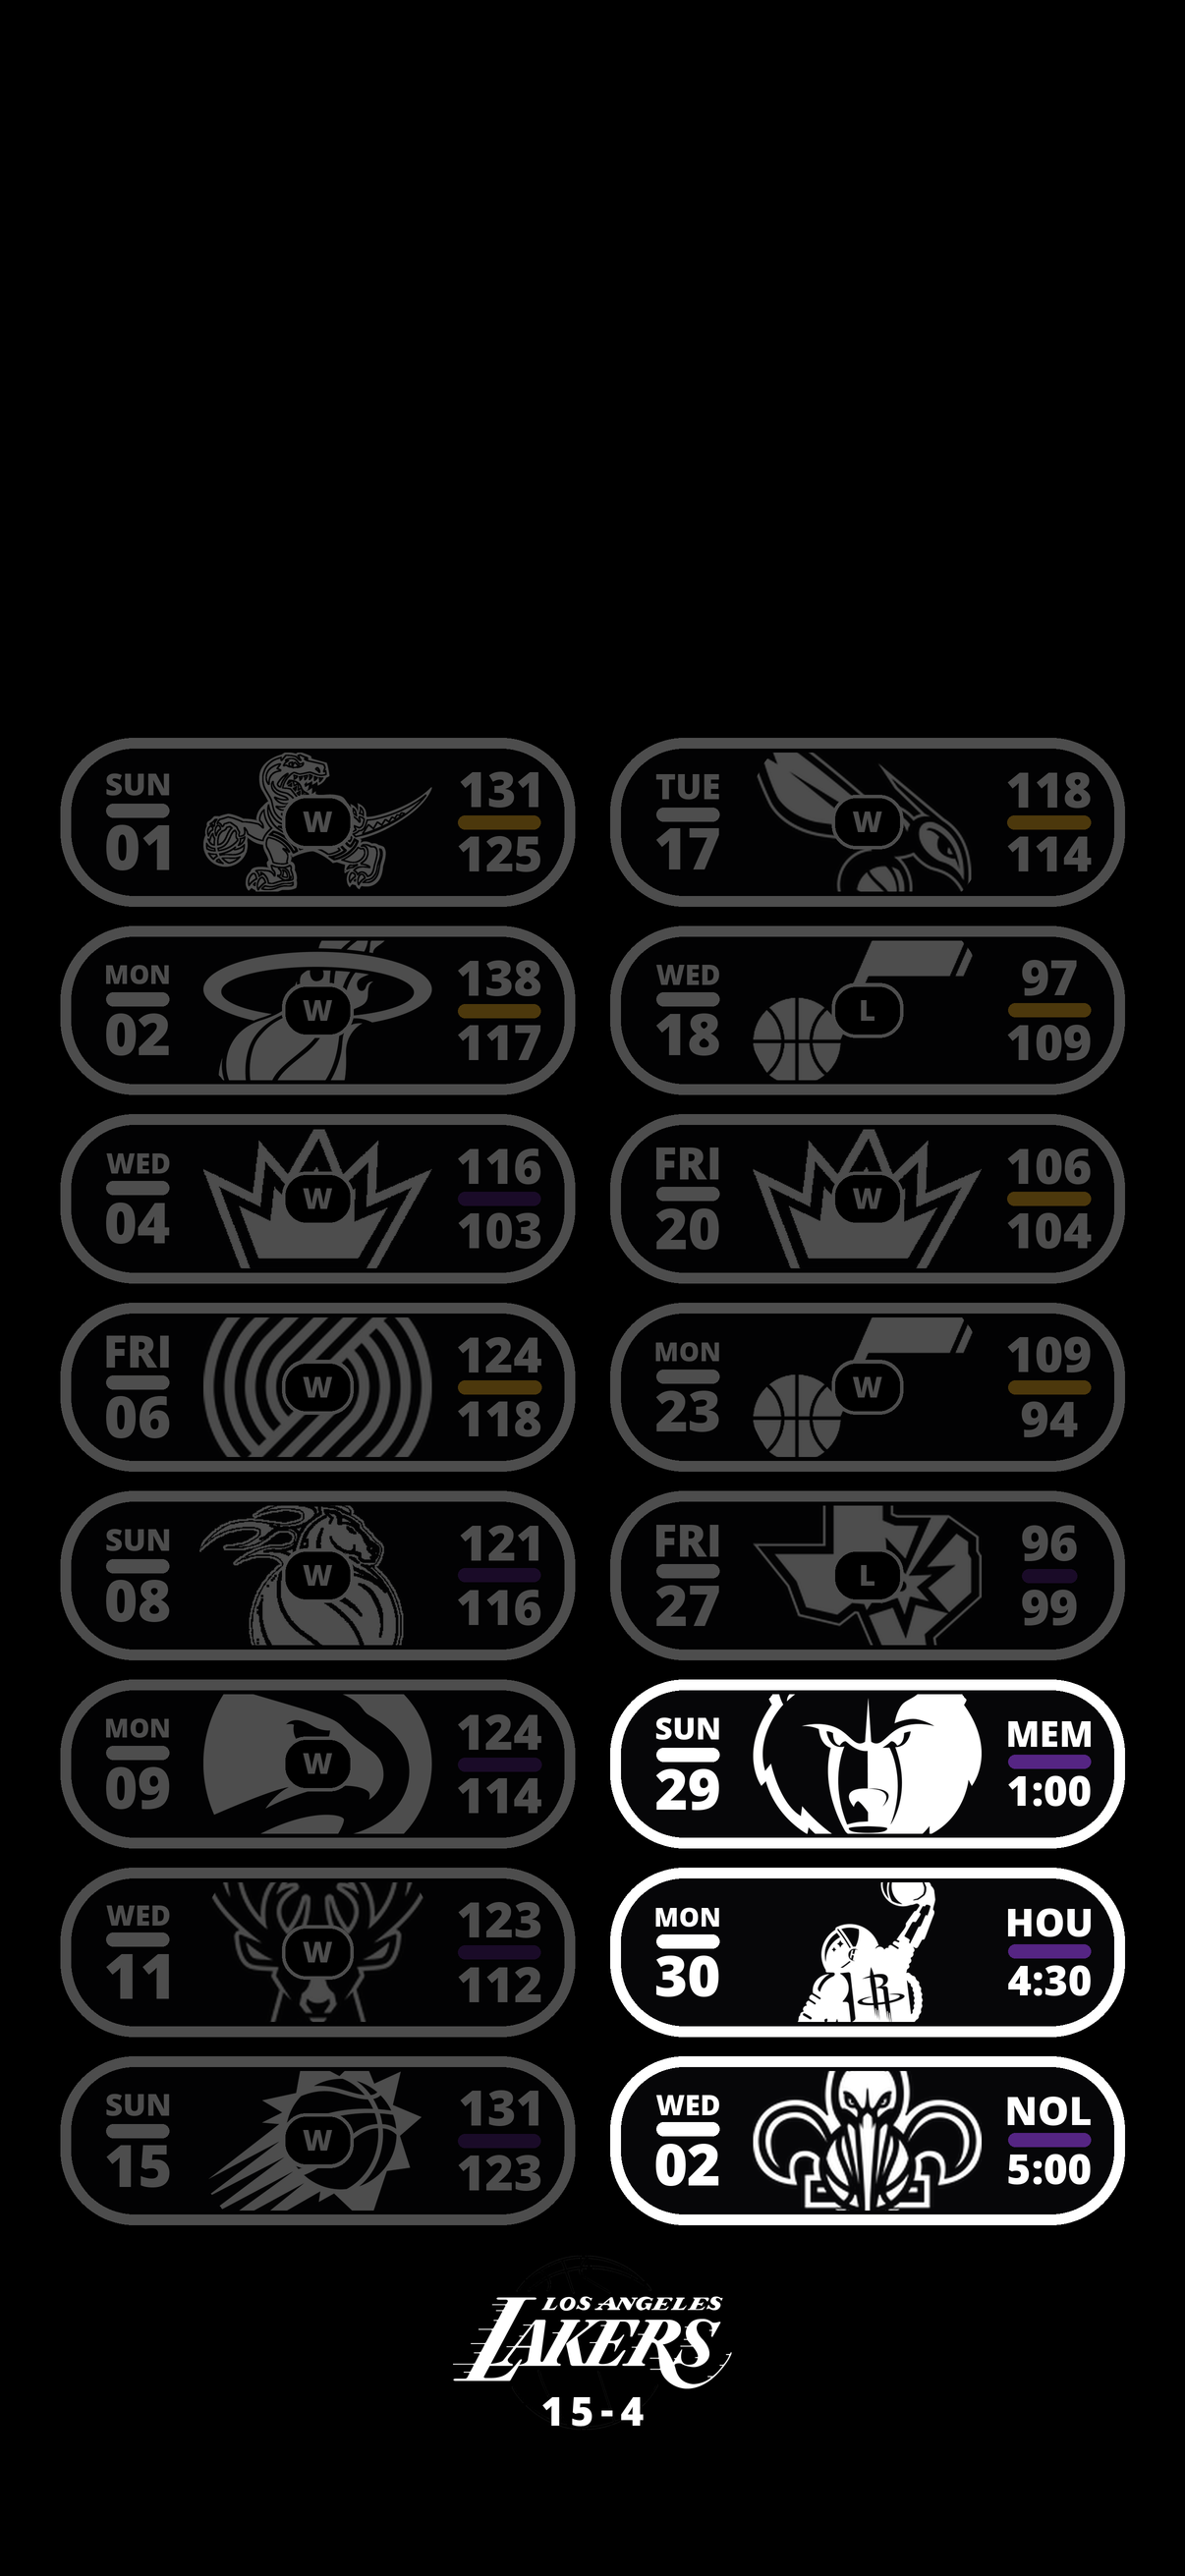 SUN
01
W
131
125
MON
02
W
138
117
WED
04
W
116
103
FRI
06
W
124
118
SUN
08
W
121
116
MON
09
W
124
114
WED
11
W
123
112
SUN
15
W
131
123
TUE
17
W
118
114
WED
18
L
97
109
FRI
20
W
106
104
MON
23
W
109
94
FRI
27
L
96
99
SUN
29
MEM
1:00
MON
30
R
HOU
4:30
WED
02
NOL
5:00
LOS ANGELES
LAKERS
15-4